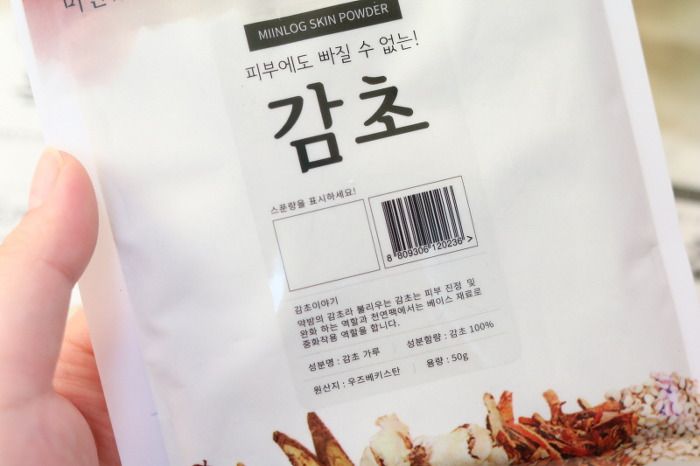 MIINLOG SKIN POWDER
피부에도 빠질 수 없는!
감초
스푼량을 표시하세요!
8 809306 120236 >
감초이야기
약방의 감초라 불리우는 감초는 피부 진정 및
완화 하는 역할과 천연팩에서는 베이스 재료로
중화작용 역할을 합니다.
성분명 : 감초 가루
성분함량 : 감초 100%
원산지 : 우즈베키스탄
용량 : 50g